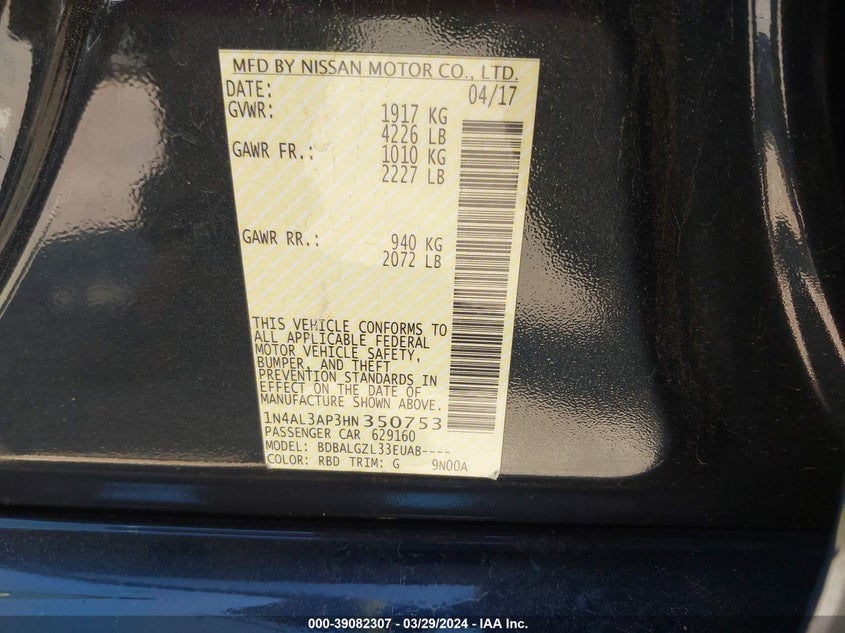 MFD BY NISSAN MOTOR CO., LTD.
DATE: 04/17
GVWR: 1917 KG
4226 LB
GAWR FR.: 1010 KG
2227 LB
GAWR RR.: 940 KG
2072 LB
THIS VEHICLE CONFORMS TO
ALL APPLICABLE FEDERAL
MOTOR VEHICLE SAFETY,
BUMPER, AND THEFT
PREVENTION STANDARDS IN
EFFECT ON THE DATE OF
MANUFACTURE SHOWN ABOVE.
1N4AL3AP3HN350753
PASSENGER CAR 629160
MODEL: BDBALGZL33EUAB----
COLOR: RBD TRIM: G 9N00A
000-39082307 - 03/29/2024 - IAA Inc.